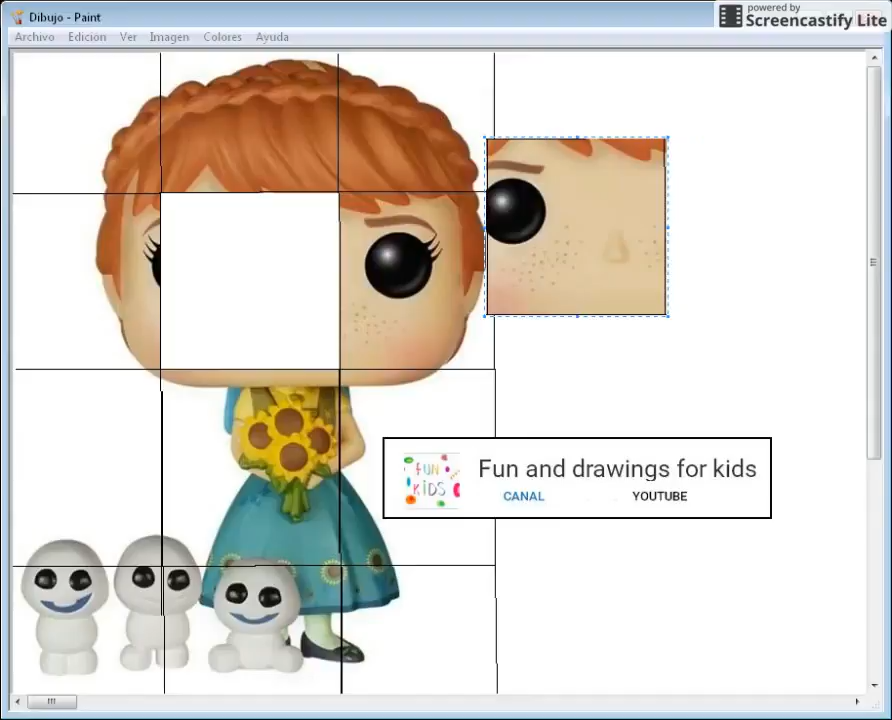 Dibujo - Paint
powered by
Screencastify Lite
Archivo Edición Ver Imagen Colores Ayuda
FUN
KiDS
Fun and drawings for kids
CANAL YOUTUBE